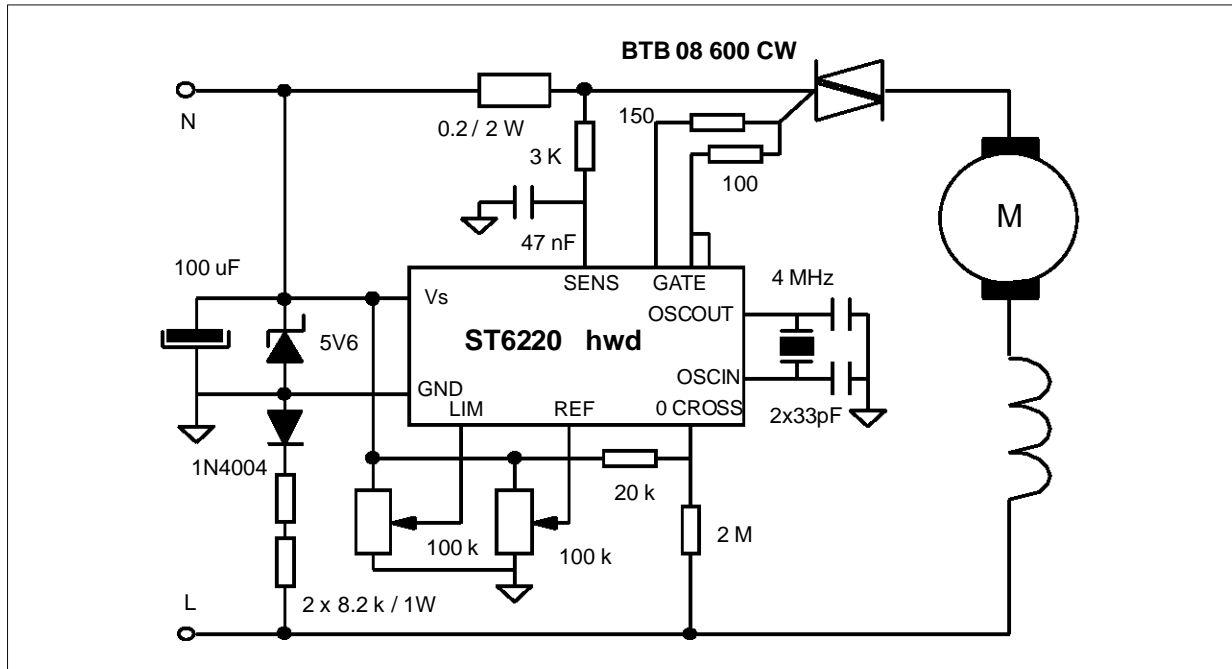 BTB 08 600 CW
N
0.2 / 2 W
150
3 K
100
M
47 nF
100 uF
SENS
GATE
4 MHz
Vs
OSCOUT
5V6
ST6220 hwd
OSCIN
GND
LIM
REF
0 CROSS
2x33pF
1N4004
20 k
100 k
100 k
2 M
L
2 x 8.2 k / 1W